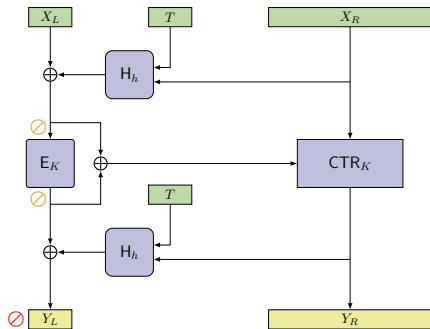 X_L T X_R
H_h
E_K CTR_K
T
H_h
Y_L Y_R